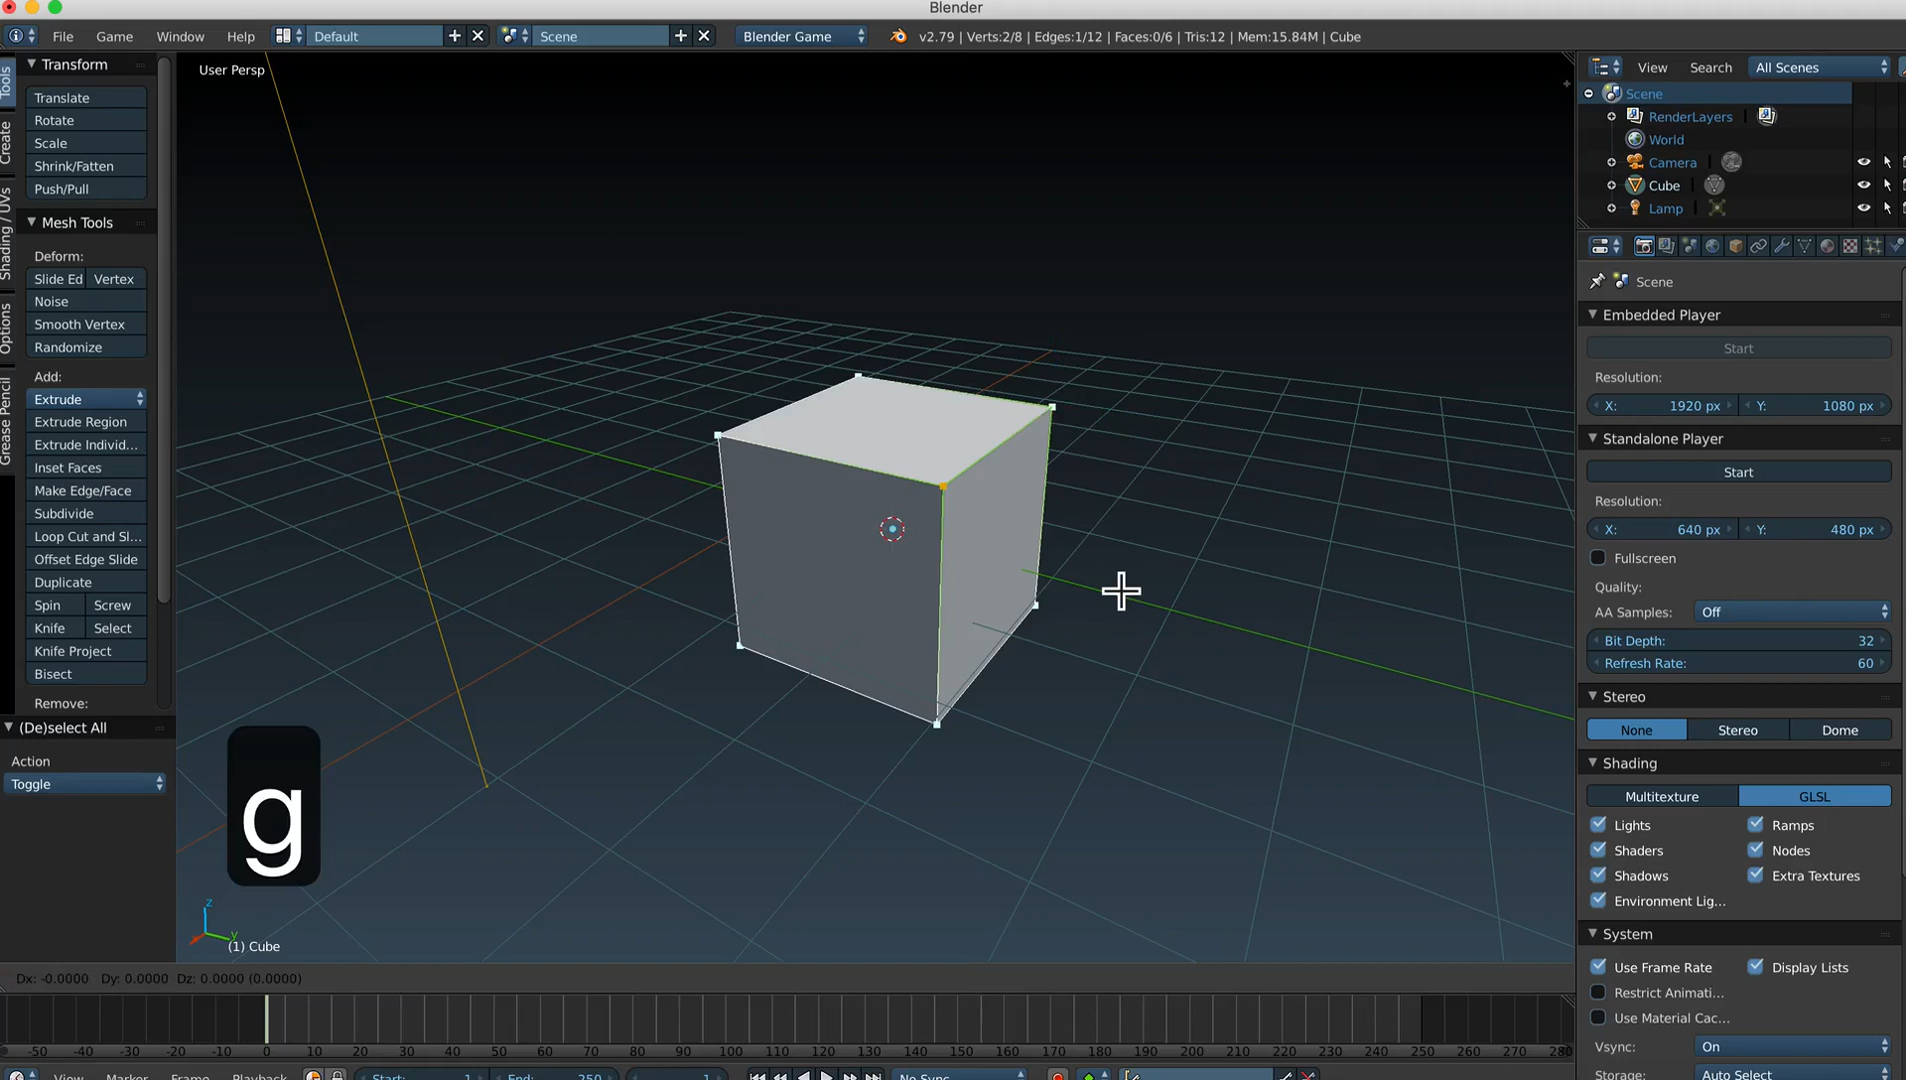 Blender
File Game Window Help Default Scene Blender Game v2.79 | Verts:2/8 | Edges:1/12 | Faces:0/6 | Tris:12 | Mem:15.84M | Cube
Tools
Create
Shading / UVs
Options
Grease Pencil
Transform
Translate
Rotate
Scale
Shrink/Fatten
Push/Pull
Mesh Tools
Deform:
Slide Ed Vertex
Noise
Smooth Vertex
Randomize
Add:
Extrude
Extrude Region
Extrude Individ...
Inset Faces
Make Edge/Face
Subdivide
Loop Cut and Sl...
Offset Edge Slide
Duplicate
Spin Screw
Knife Select
Knife Project
Bisect
Remove:
(De)select All
Action
Toggle
User Persp
g
z
y
(1) Cube
Dx: -0.0000 Dy: 0.0000 Dz: 0.0000 (0.0000)
-50 -40 -30 -20 -10 0 10 20 30 40 50 60 70 80 90 100 110 120 130 140 150 160 170 180 190 200 210 220 230 240 250 260 270 280
View Marker Frame Playback Start: 1 End: 250 1 No Sync
View Search All Scenes
Scene
RenderLayers
World
Camera
Cube
Lamp
Scene
Embedded Player
Start
Resolution:
X: 1920 px Y: 1080 px
Standalone Player
Start
Resolution:
X: 640 px Y: 480 px
Fullscreen
Quality:
AA Samples: Off
Bit Depth: 32
Refresh Rate: 60
Stereo
None Stereo Dome
Shading
Multitexture GLSL
Lights Ramps
Shaders Nodes
Shadows Extra Textures
Environment Lig...
System
Use Frame Rate Display Lists
Restrict Animati...
Use Material Cac...
Vsync: On
Storage: Auto Select